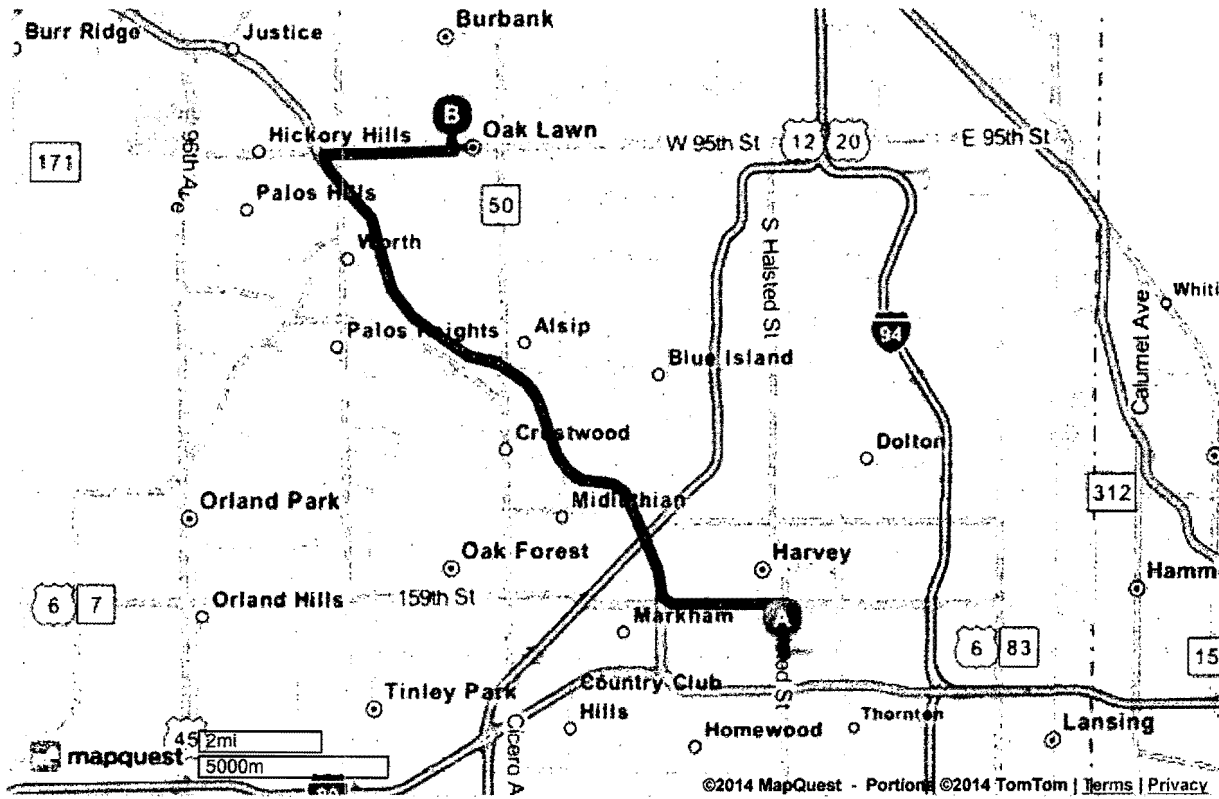 Burbank
Burr Ridge
Justice
B
Hickory Hills
Oak Lawn
W 95th St
12
20
E 95th St
171
96th Ave
Palos Hills
50
Worth
S Halsted St
Whiti
Calumet Ave
Palos Heights
Alsip
94
Blue Island
Crestwood
Dolton
312
Orland Park
Midlothian
Oak Forest
Harvey
Hamm
6
7
Orland Hills
159th St
Markham
A
6
83
15
ed St
Country Club
Hills
Tinley Park
Cicero A
Homewood
Thornton
Lansing
45
2mi
mapquest
5000m
©2014 MapQuest - Portions ©2014 TomTom | Terms | Privacy